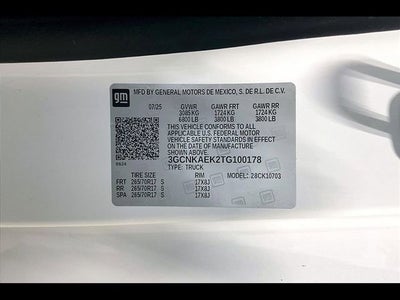 gm
MFD BY GENERAL MOTORS DE MEXICO, S. DE R.L. DE C.V.
07/25 GVWR GAWR FRT GAWR RR
3085 KG 1724 KG 1724 KG
6800 LB 3800 LB 3800 LB
THIS VEHICLE CONFORMS TO ALL
APPLICABLE U.S. FEDERAL MOTOR
VEHICLE SAFETY STANDARDS IN
EFFECT ON THE DATE OF
MANUFACTURE SHOWN ABOVE.
3GCNKAEK2TG100178
TYPE: TRUCK MODEL: 28CK10703
TIRE SIZE RIM
FRT 265/70R17 S 17X8J
RR 265/70R17 S 17X8J
SPA 265/70R17 S 17X8J